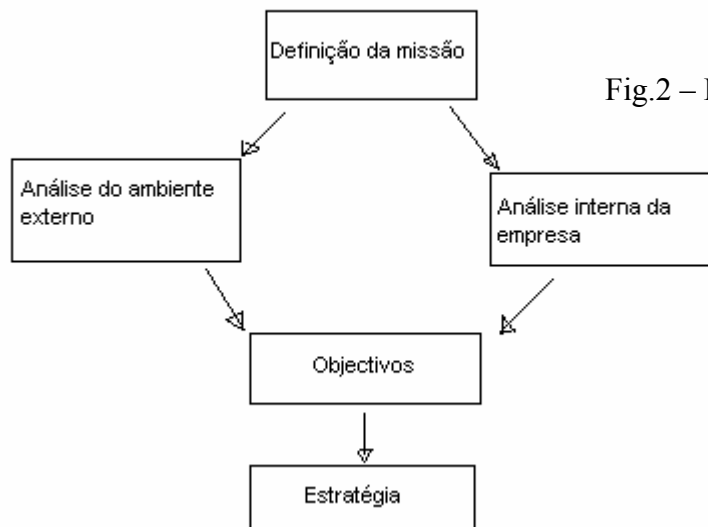 Definição da missão
Fig.2 –
Análise do ambiente
externo
Análise interna da
empresa
Objectivos
Estratégia